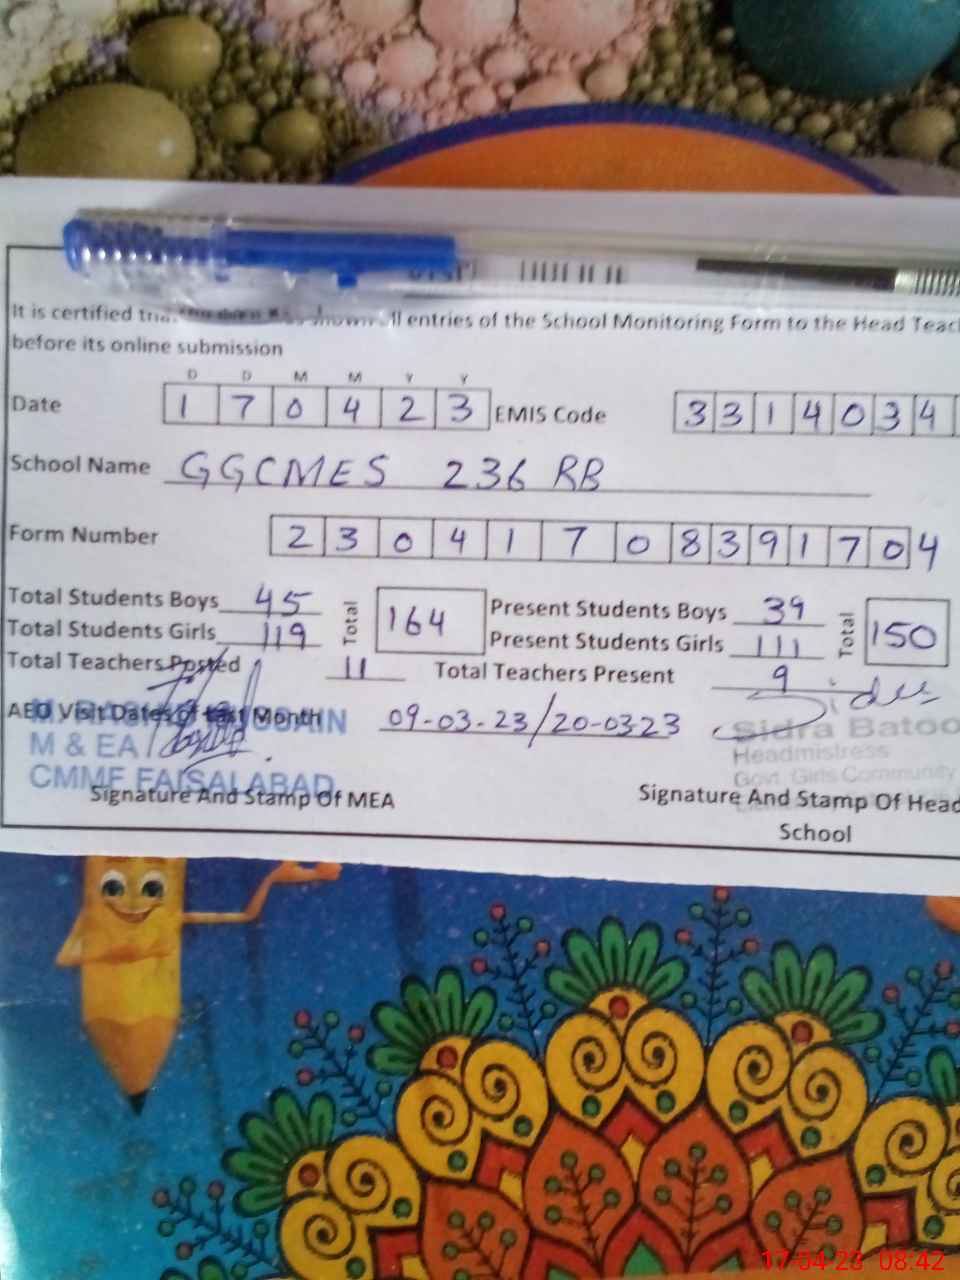 It is certified that shown all entries of the School Monitoring Form to the Head Teac
before its online submission
D D M M Y Y
Date 1 7 0 4 2 3 EMIS Code 3 3 1 4 0 3 4
School Name GGCMES 236 RB
Form Number 2 3 0 4 1 7 0 8 3 9 1 7 0 4
Total Students Boys 45 Total 164 Present Students Boys 39 Total 150
Total Students Girls 119 Present Students Girls 111
Total Teachers Posted 11 Total Teachers Present 9
AEO Visit Dates of Last Month 09-03-23/20-0323
M & EA
CMMF FAISALABAD
Sidra Batoo
Headmistress
Govt. Girls Community
Signature And Stamp Of MEA Signature And Stamp Of Head
School
17-04-23 08:42